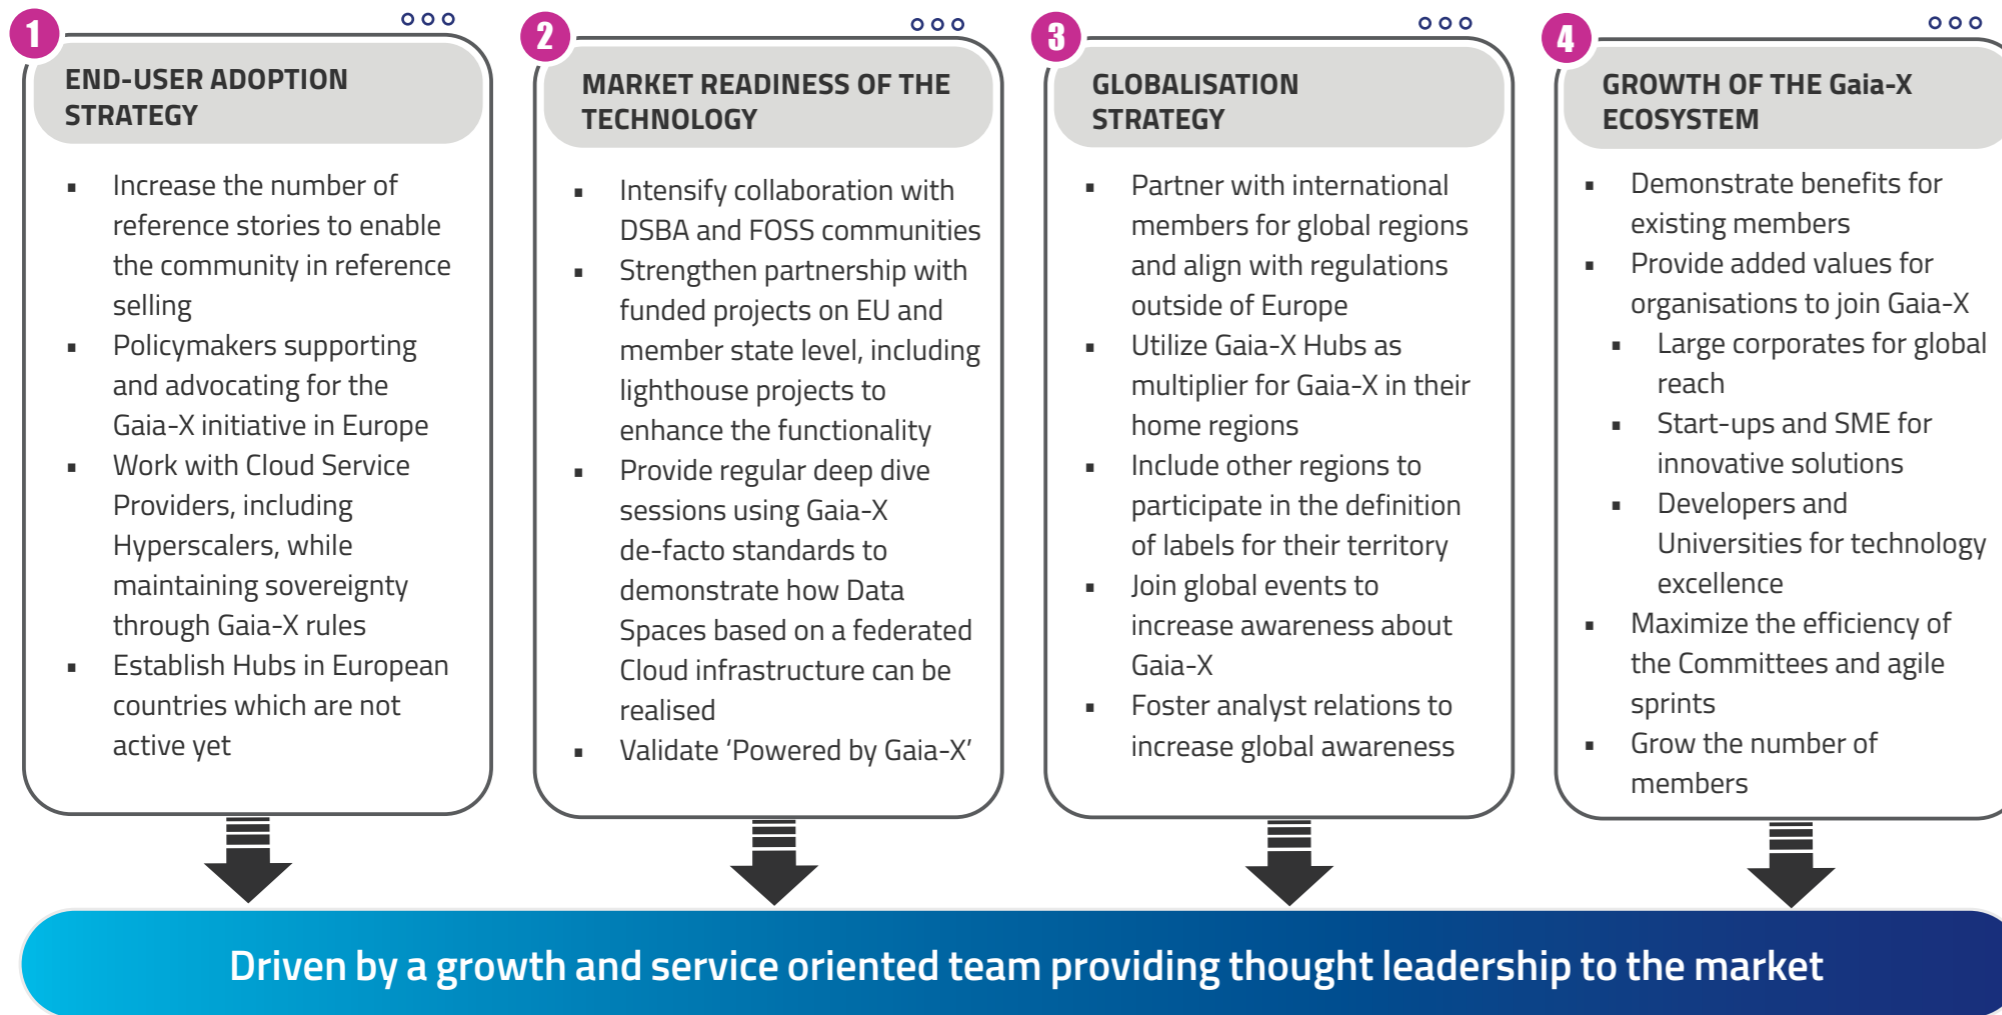 1
END-USER ADOPTION
STRATEGY
▪ Increase the number of
reference stories to enable
the community in reference
selling
▪ Policymakers supporting
and advocating for the
Gaia-X initiative in Europe
▪ Work with Cloud Service
Providers, including
Hyperscalers, while
maintaining sovereignty
through Gaia-X rules
▪ Establish Hubs in European
countries which are not
active yet
2
MARKET READINESS OF THE
TECHNOLOGY
▪ Intensify collaboration with
DSBA and FOSS communities
▪ Strengthen partnership with
funded projects on EU and
member state level, including
lighthouse projects to
enhance the functionality
▪ Provide regular deep dive
sessions using Gaia-X
de-facto standards to
demonstrate how Data
Spaces based on a federated
Cloud infrastructure can be
realised
▪ Validate ‘Powered by Gaia-X’
3
GLOBALISATION
STRATEGY
▪ Partner with international
members for global regions
and align with regulations
outside of Europe
▪ Utilize Gaia-X Hubs as
multiplier for Gaia-X in their
home regions
▪ Include other regions to
participate in the definition
of labels for their territory
▪ Join global events to
increase awareness about
Gaia-X
▪ Foster analyst relations to
increase global awareness
4
GROWTH OF THE Gaia-X
ECOSYSTEM
▪ Demonstrate benefits for
existing members
▪ Provide added values for
organisations to join Gaia-X
▪ Large corporates for global
reach
▪ Start-ups and SME for
innovative solutions
▪ Developers and
Universities for technology
excellence
▪ Maximize the efficiency of
the Committees and agile
sprints
▪ Grow the number of
members
Driven by a growth and service oriented team providing thought leadership to the market